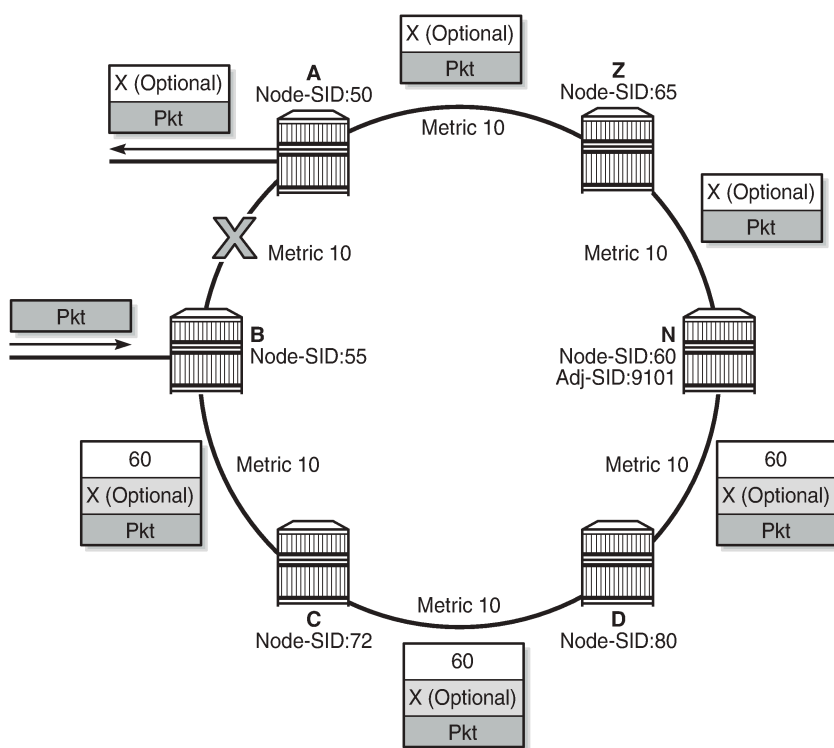 X (Optional)
Pkt
A
Node-SID:50
X (Optional)
Pkt
Z
Node-SID:65
Metric 10
X (Optional)
Pkt
X
Metric 10
Metric 10
Pkt
B
Node-SID:55
N
Node-SID:60
Adj-SID:9101
60
X (Optional)
Pkt
Metric 10
Metric 10
60
X (Optional)
Pkt
Metric 10
C
Node-SID:72
D
Node-SID:80
60
X (Optional)
Pkt